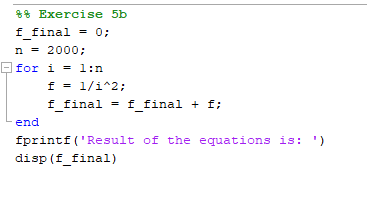 %% Exercise 5b
f_final = 0;
n = 2000;
for i = 1:n
    f = 1/i^2;
    f_final = f_final + f;
end
fprintf('Result of the equations is: ')
disp(f_final)